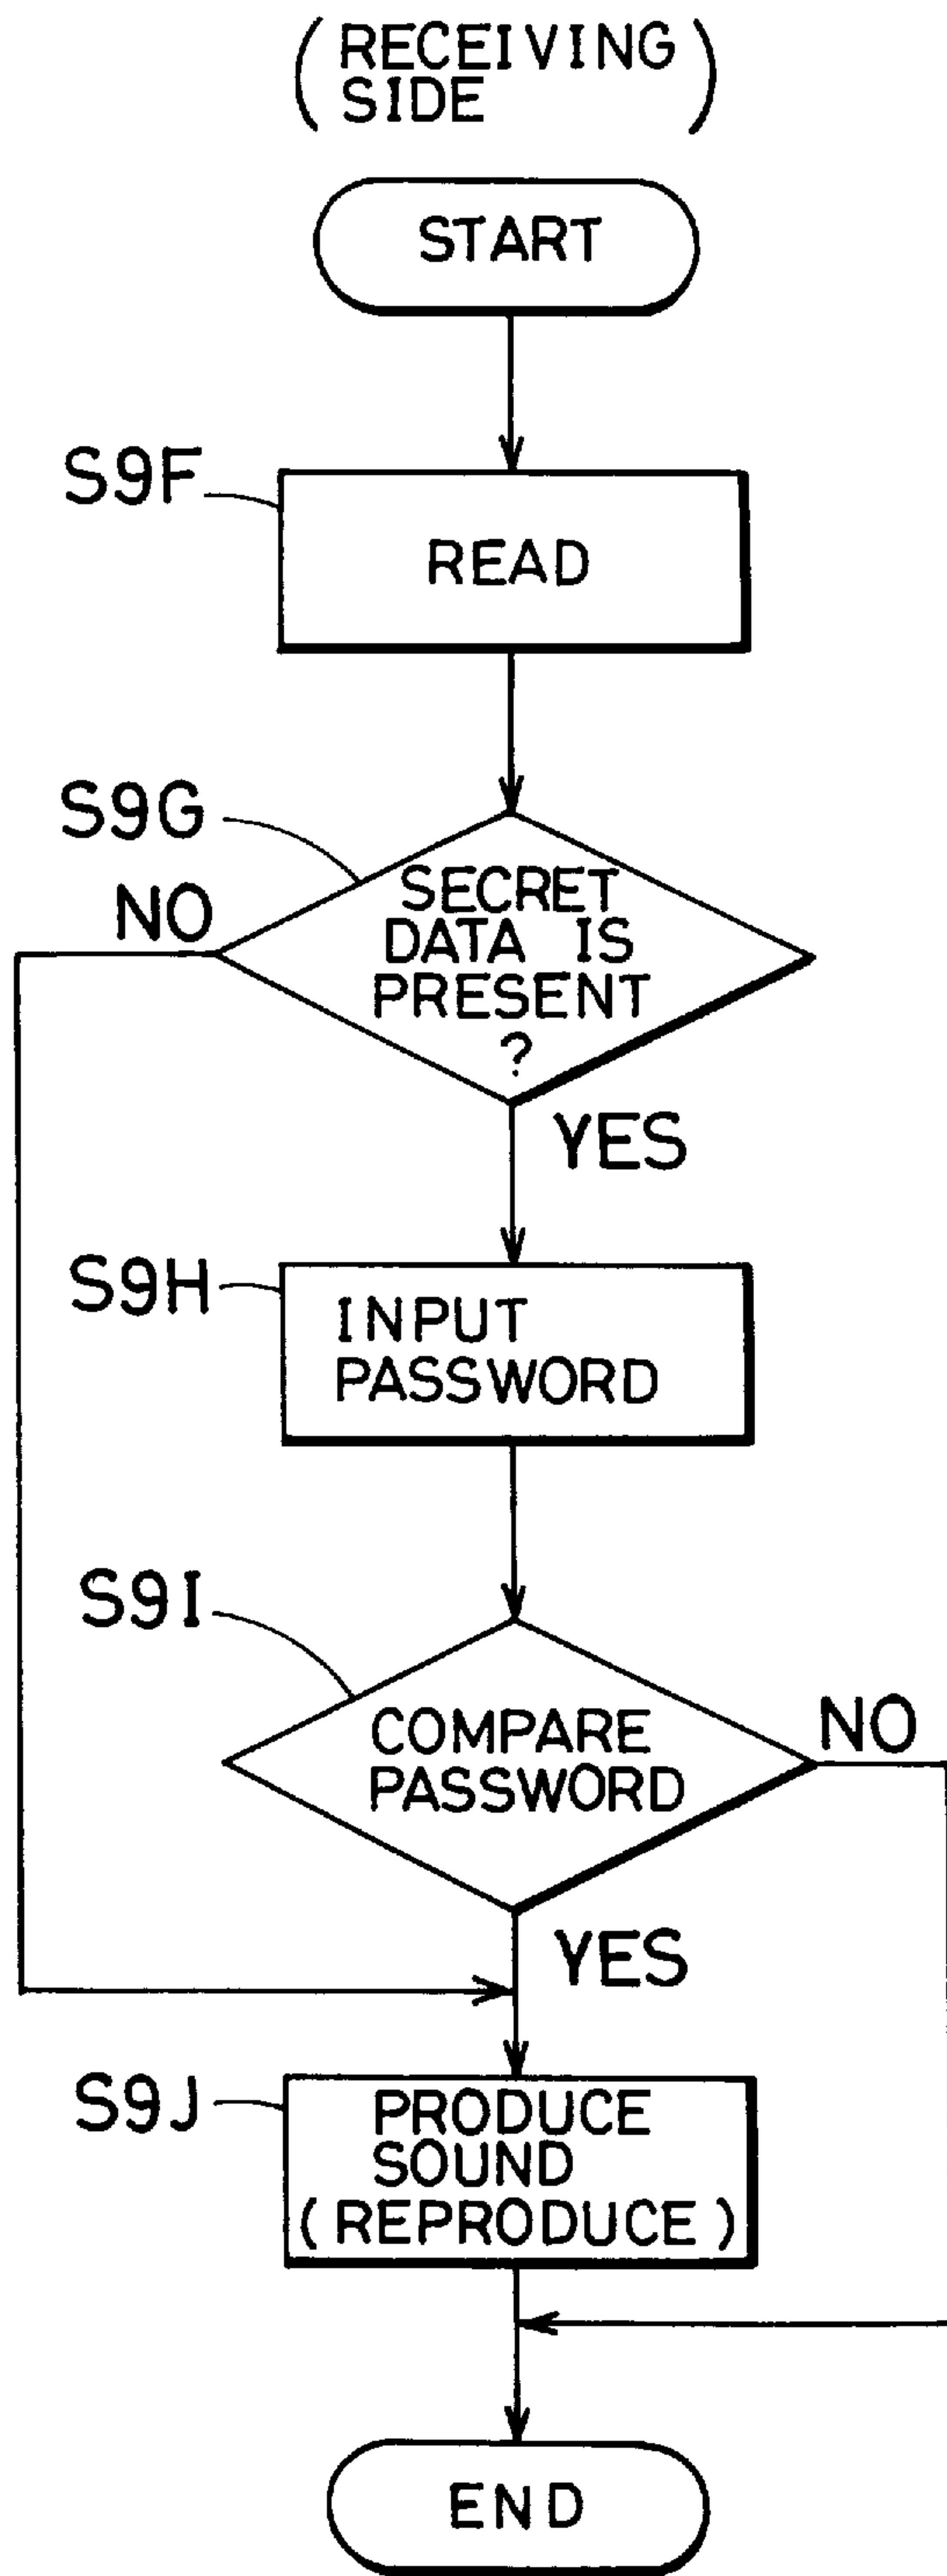 (RECEIVING
SIDE)
START
S9F
READ
S9G
NO
SECRET
DATA IS
PRESENT
?
YES
S9H
INPUT
PASSWORD
S9I
COMPARE
PASSWORD
NO
YES
S9J
PRODUCE
SOUND
(REPRODUCE)
END